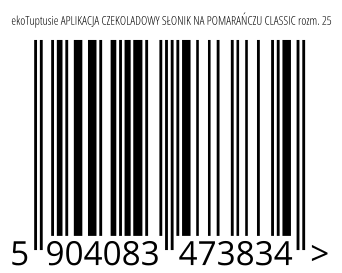 ekoTuptusie APLIKACJA CZEKOLADOWY SŁONIK NA POMARAŃCZU CLASSIC rozm. 25
5 904083 473834 >